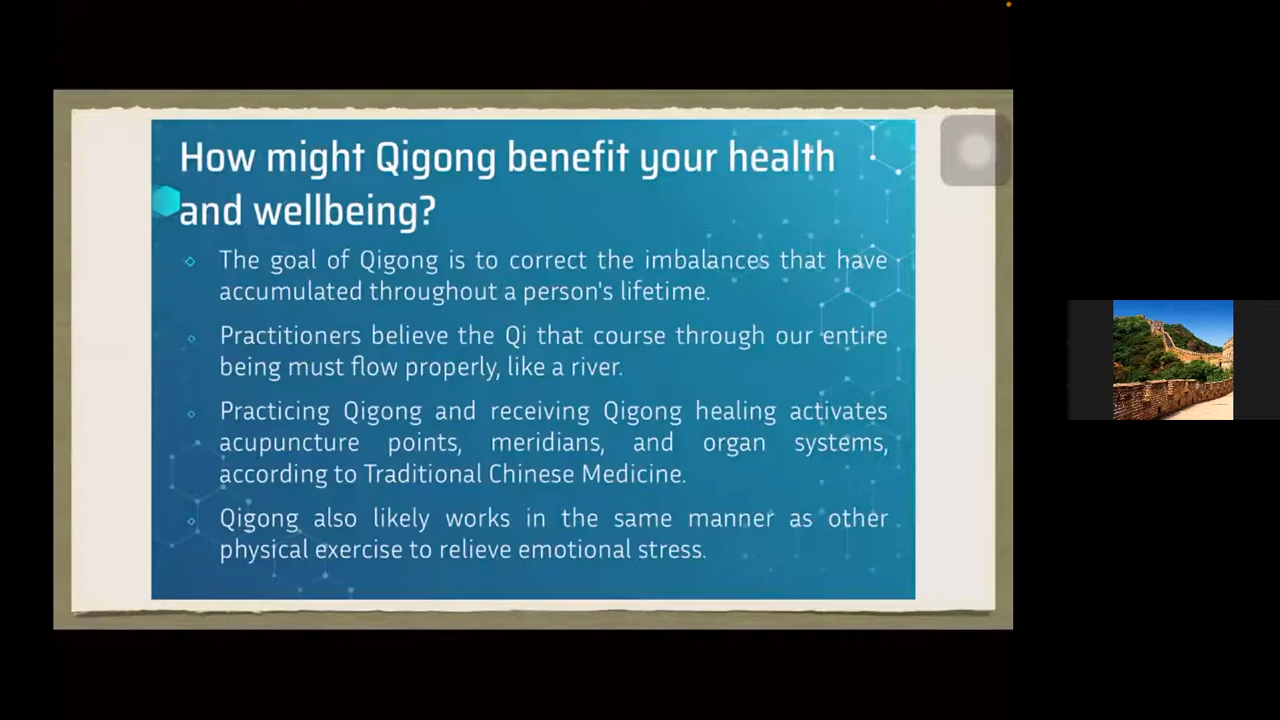 How might Qigong benefit your health
and wellbeing?
The goal of Qigong is to correct the imbalances that have
accumulated throughout a person's lifetime.
Practitioners believe the Qi that course through our entire
being must flow properly, like a river.
Practicing Qigong and receiving Qigong healing activates
acupuncture points, meridians, and organ systems,
according to Traditional Chinese Medicine.
Qigong also likely works in the same manner as other
physical exercise to relieve emotional stress.